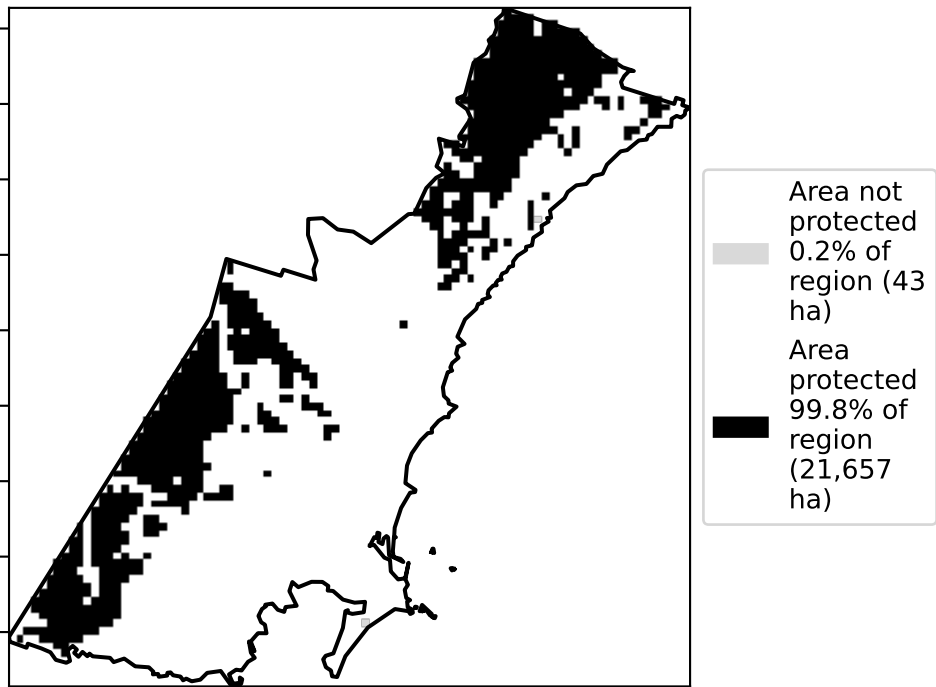 Area not
protected
0.2% of
region (43
ha)
Area
protected
99.8% of
region
(21,657
ha)